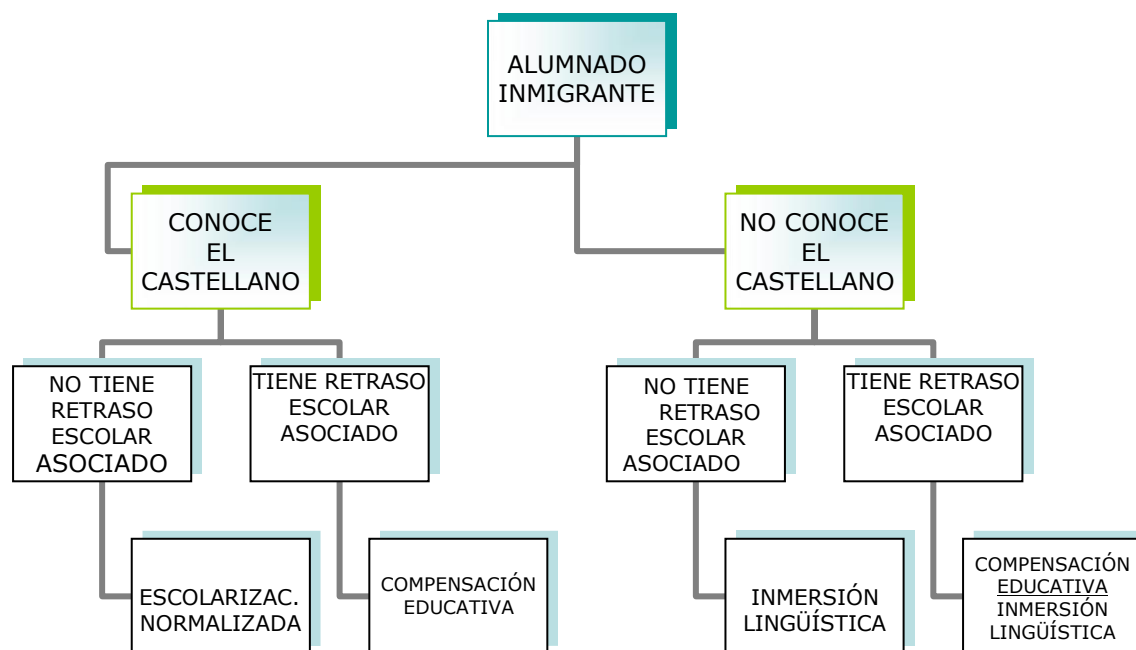 ALUMNADO
INMIGRANTE
CONOCE
EL
CASTELLANO
NO CONOCE
EL
CASTELLANO
NO TIENE
RETRASO
ESCOLAR
ASOCIADO
TIENE RETRASO
ESCOLAR
ASOCIADO
NO TIENE
RETRASO
ESCOLAR
ASOCIADO
TIENE RETRASO
ESCOLAR
ASOCIADO
ESCOLARIZAC.
NORMALIZADA
COMPENSACIÓN
EDUCATIVA
INMERSIÓN
LINGÜÍSTICA
COMPENSACIÓN
EDUCATIVA
INMERSIÓN
LINGÜÍSTICA